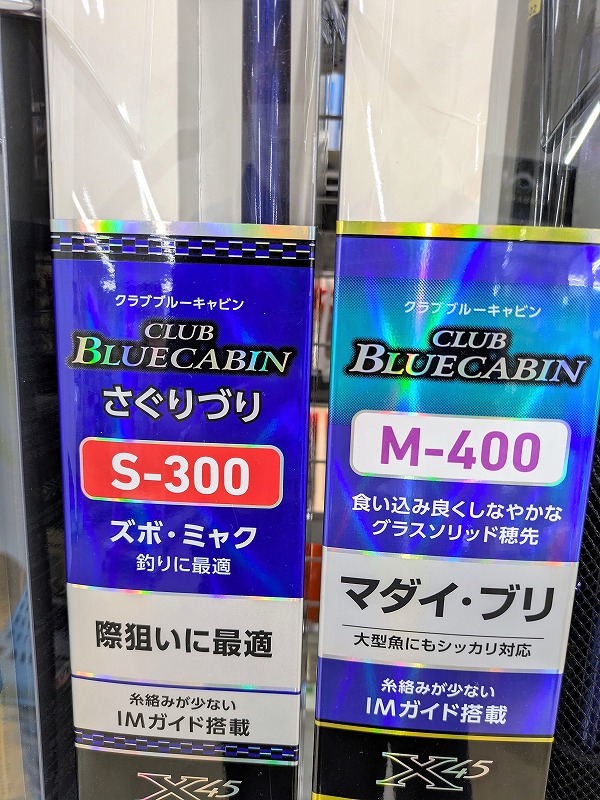 クラブブルーキャビン
CLUB
BLUECABIN
さぐりづり
S-300
ズボ・ミャク
釣りに最適
際狙いに最適
糸絡みが少ない
IMガイド搭載
X45
クラブブルーキャビン
CLUB
BLUECABIN
M-400
食い込み良くしなやかな
グラスソリッド穂先
マダイ・ブリ
大型魚にもシッカリ対応
糸絡みが少ない
IMガイド搭載
X45